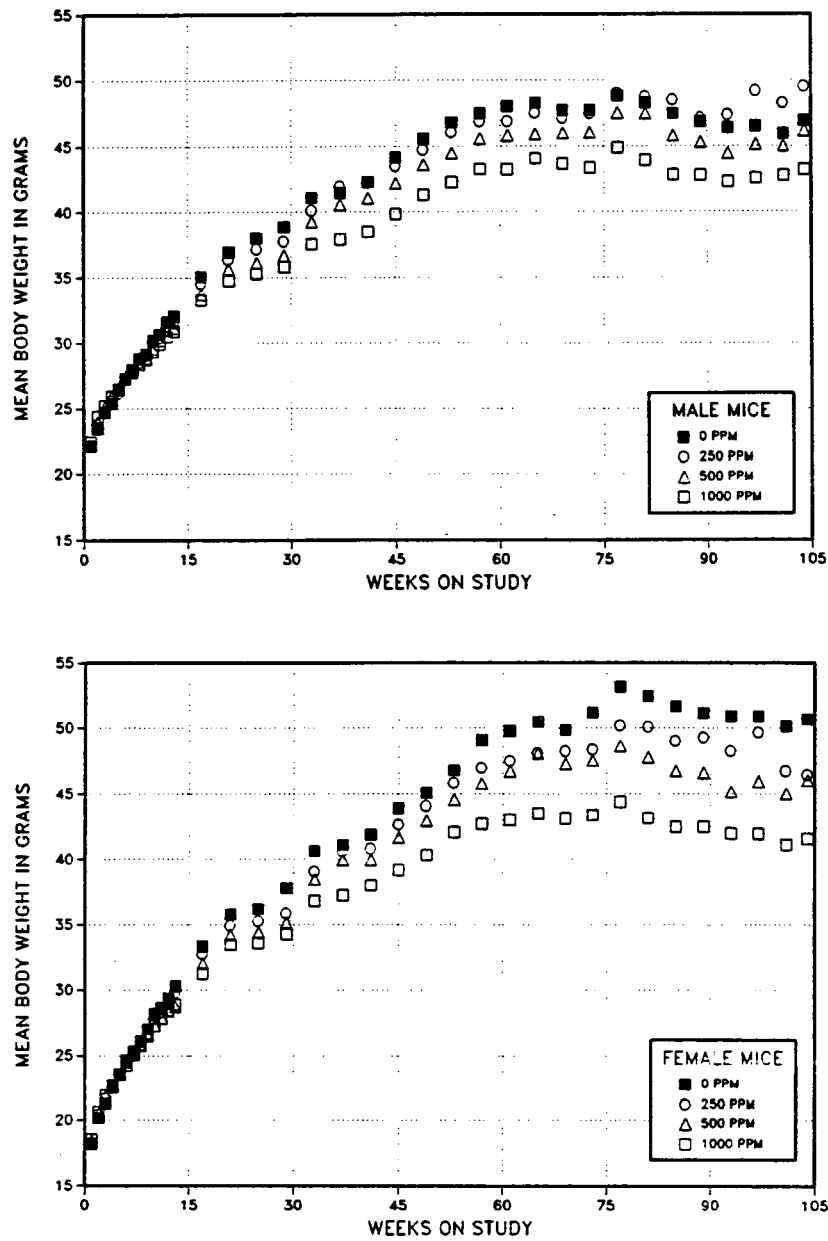 55
50
45
40
35
30
25
20
15
MEAN BODY WEIGHT IN GRAMS
MALE MICE
0 PPM
250 PPM
500 PPM
1000 PPM
0 15 30 45 60 75 90 105
WEEKS ON STUDY
55
50
45
40
35
30
25
20
15
MEAN BODY WEIGHT IN GRAMS
FEMALE MICE
0 PPM
250 PPM
500 PPM
1000 PPM
0 15 30 45 60 75 90 105
WEEKS ON STUDY